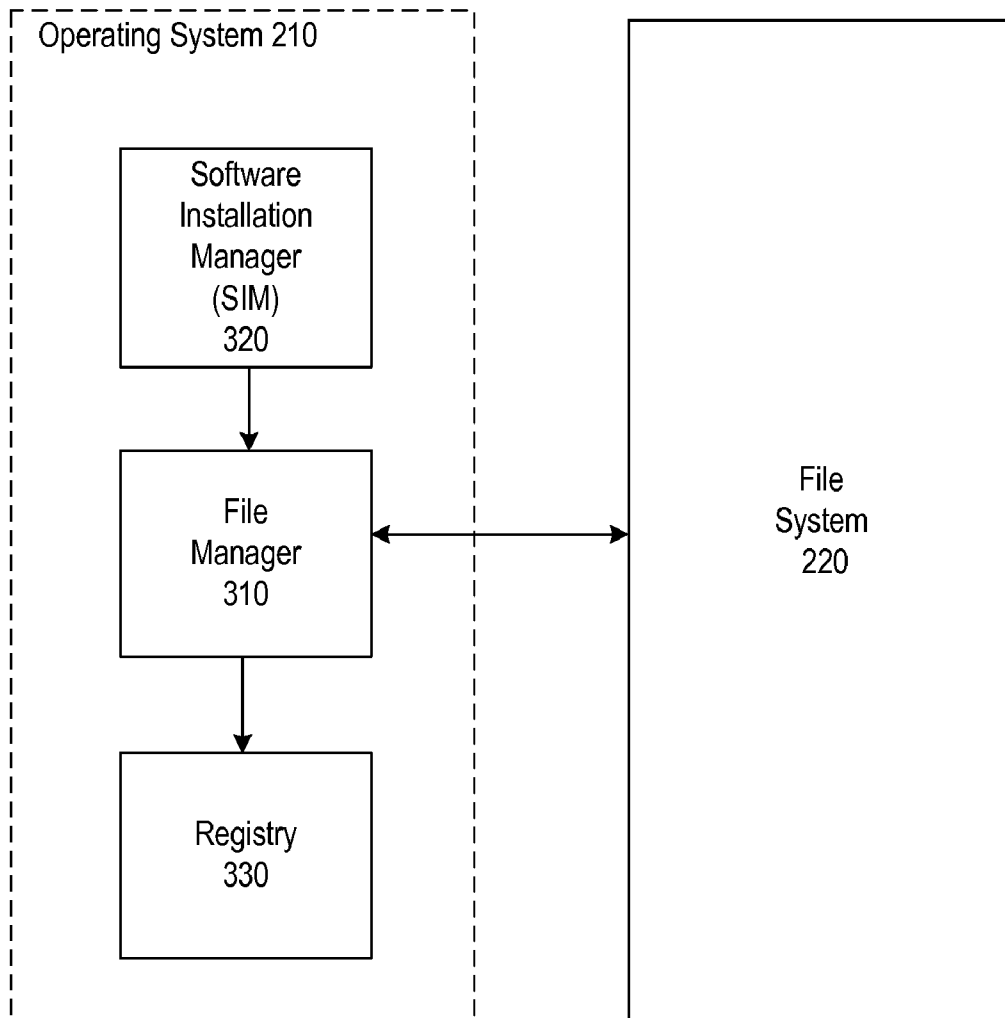 Operating System 210
Software
Installation
Manager
(SIM)
320
File
Manager
310
Registry
330
File
System
220